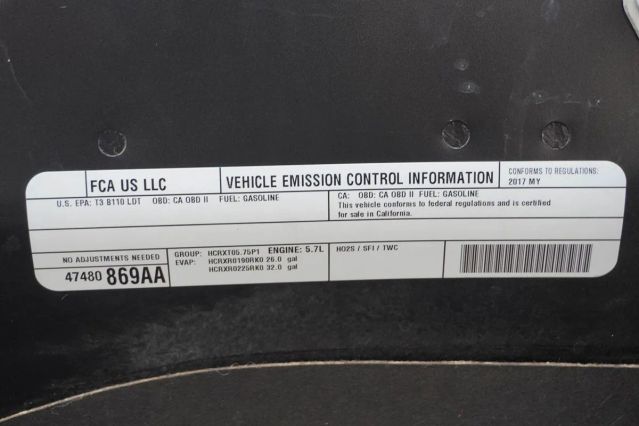 FCA US LLC
VEHICLE EMISSION CONTROL INFORMATION
CONFORMS TO REGULATIONS:
2017 MY
U.S. EPA: T3 B110 LDT OBD: CA OBD II FUEL: GASOLINE
CA: OBD: CA OBD II FUEL: GASOLINE
This vehicle conforms to federal regulations and is certified
for sale in California.
NO ADJUSTMENTS NEEDED
47480 869AA
GROUP: HCRXT05.75P1 ENGINE: 5.7L
EVAP: HCRXR0190RK0 26.0 gal
HCRXR0225RK0 32.0 gal
HO2S / SFI / TWC